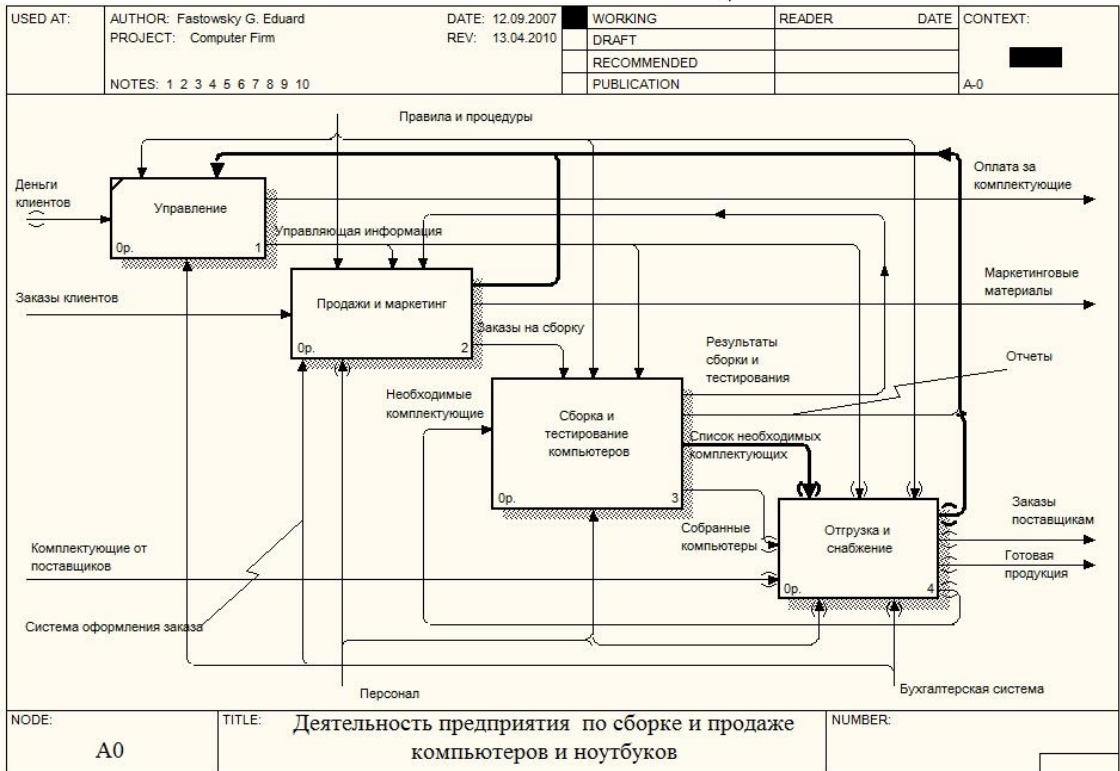 USED AT:
AUTHOR: Fastowsky G. Eduard
DATE: 12.09.2007
WORKING
READER
DATE
CONTEXT:
PROJECT: Computer Firm
REV: 13.04.2010
DRAFT
RECOMMENDED
NOTES: 1 2 3 4 5 6 7 8 9 10
PUBLICATION
A-0
Правила и процедуры
Деньги
клиентов
Управление
0р.
1
Оплата за
комплектующие
Управляющая информация
Заказы клиентов
Продажи и маркетинг
0р.
2
Маркетинговые
материалы
Заказы на сборку
Результаты
сборки и
тестирования
Отчеты
Необходимые
комплектующие
Сборка и
тестирование
компьютеров
0р.
3
Список необходимых
комплектующих
Собранные
компьютеры
Отгрузка и
снабжение
0р.
4
Заказы
поставщикам
Готовая
продукция
Комплектующие от
поставщиков
Система оформления заказа
Персонал
Бухгалтерская система
NODE:
A0
TITLE:
Деятельность предприятия по сборке и продаже
компьютеров и ноутбуков
NUMBER: